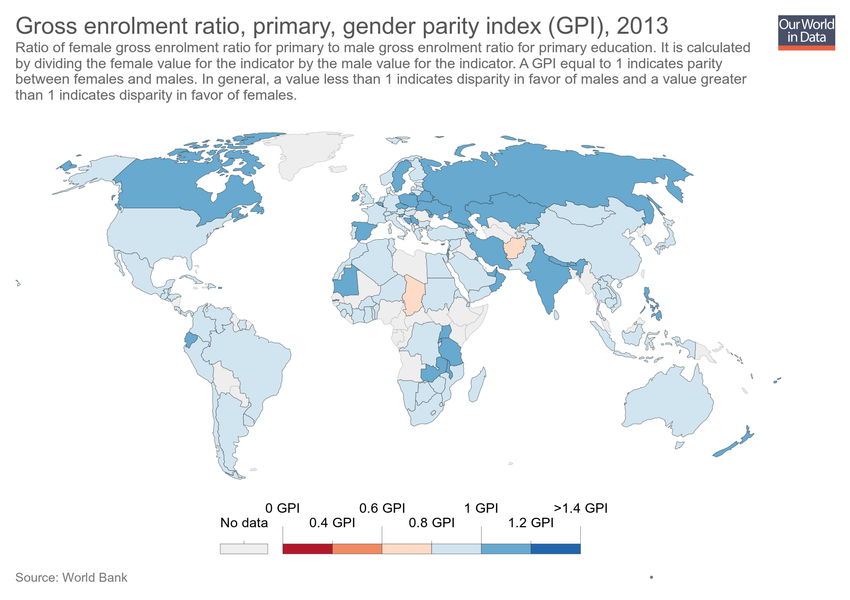 Gross enrolment ratio, primary, gender parity index (GPI), 2013
Our World
in Data
Ratio of female gross enrolment ratio for primary to male gross enrolment ratio for primary education. It is calculated
by dividing the female value for the indicator by the male value for the indicator. A GPI equal to 1 indicates parity
between females and males. In general, a value less than 1 indicates disparity in favor of males and a value greater
than 1 indicates disparity in favor of females.
0 GPI 0.6 GPI 1 GPI >1.4 GPI
No data 0.4 GPI 0.8 GPI 1.2 GPI
Source: World Bank